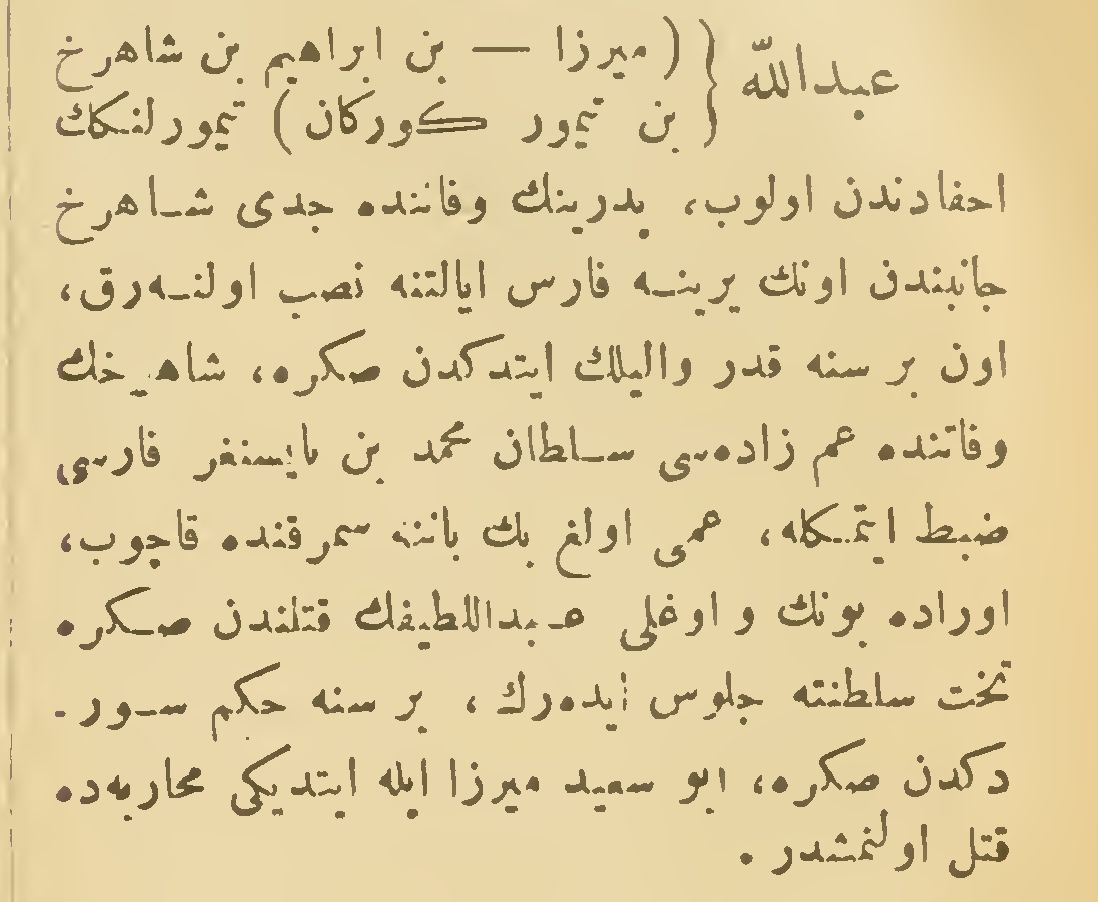 عبدالله { (میرزا — بن ابراهیم بن شاهرخ
بن تیمور کورکان) تیمورلنکك
احفادندن اولوب، پدرینك وفاتنده جدی شاهرخ
جانبندن اونك یرینه فارس ایالتنه نصب اولنه‌رق،
اون بر سنه قدر والیلك ایتدکدن صکره، شاهرخك
وفاتنده عم زاده‌سی سلطان محمد بن بایسنغر فارسی
ضبط ایتمکله، عمی اولغ بك یاننه سمرقنده قاچوب،
اوراده بونك و اوغلی عبداللطیفك قتلندن صکره
تخت سلطنته جلوس ایده‌رك، بر سنه حکم سور-
دکدن صکره، ابو سعید میرزا ایله ایتدیکی محاربه‌ده
قتل اولنمشدر.